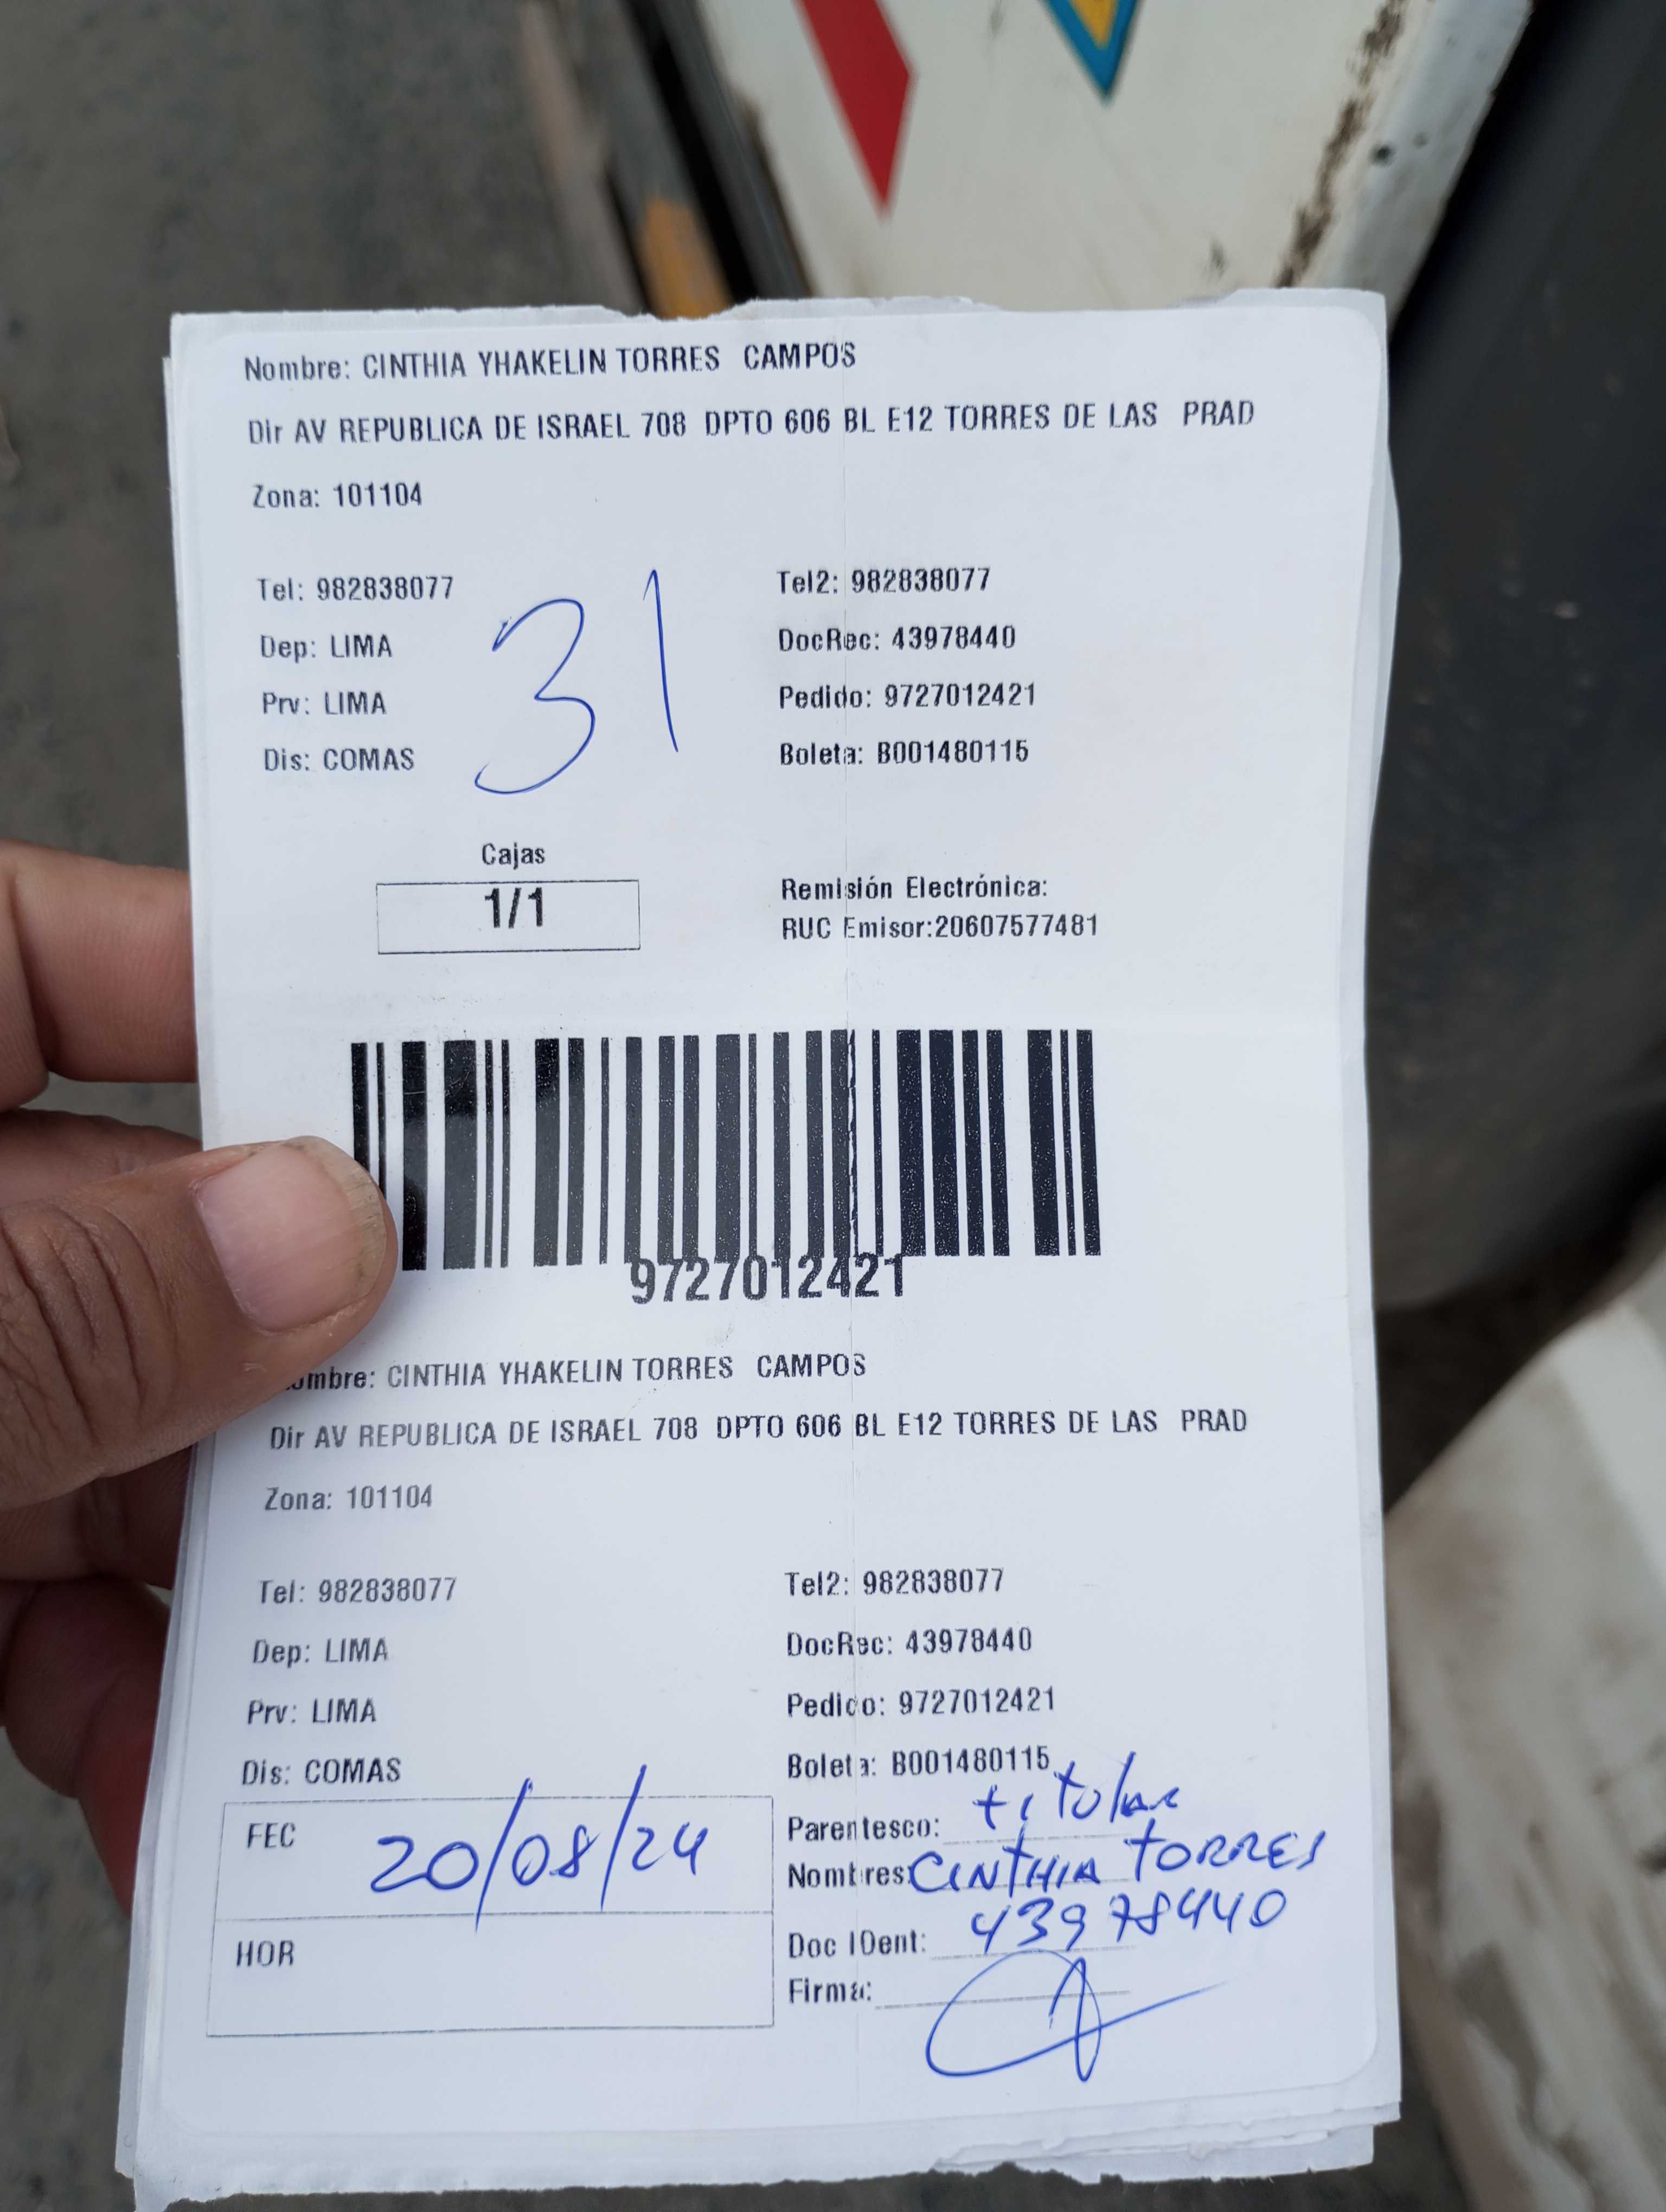 Nombre: CINTHIA YHAKELIN TORRES CAMPOS
Dir AV REPUBLICA DE ISRAEL 708 DPTO 606 BL E12 TORRES DE LAS PRAD
Zona: 101104
Tel: 982838077 Tel2: 982838077
Dep: LIMA DocRec: 43978440
Prv: LIMA Pedido: 9727012421
Dis: COMAS Boleta: B001480115
31
Cajas
1/1
Remisión Electrónica:
RUC Emisor:20607577481
9727012421
ombre: CINTHIA YHAKELIN TORRES CAMPOS
Dir AV REPUBLICA DE ISRAEL 708 DPTO 606 BL E12 TORRES DE LAS PRAD
Zona: 101104
Tel: 982838077 Tel2: 982838077
Dep: LIMA DocRec: 43978440
Prv: LIMA Pedido: 9727012421
Dis: COMAS Boleta: B001480115
FEC 20/08/24
HOR
Parentesco: titular
Nombres: CINTHIA TORRES
Doc IDent: 43978440
Firma: